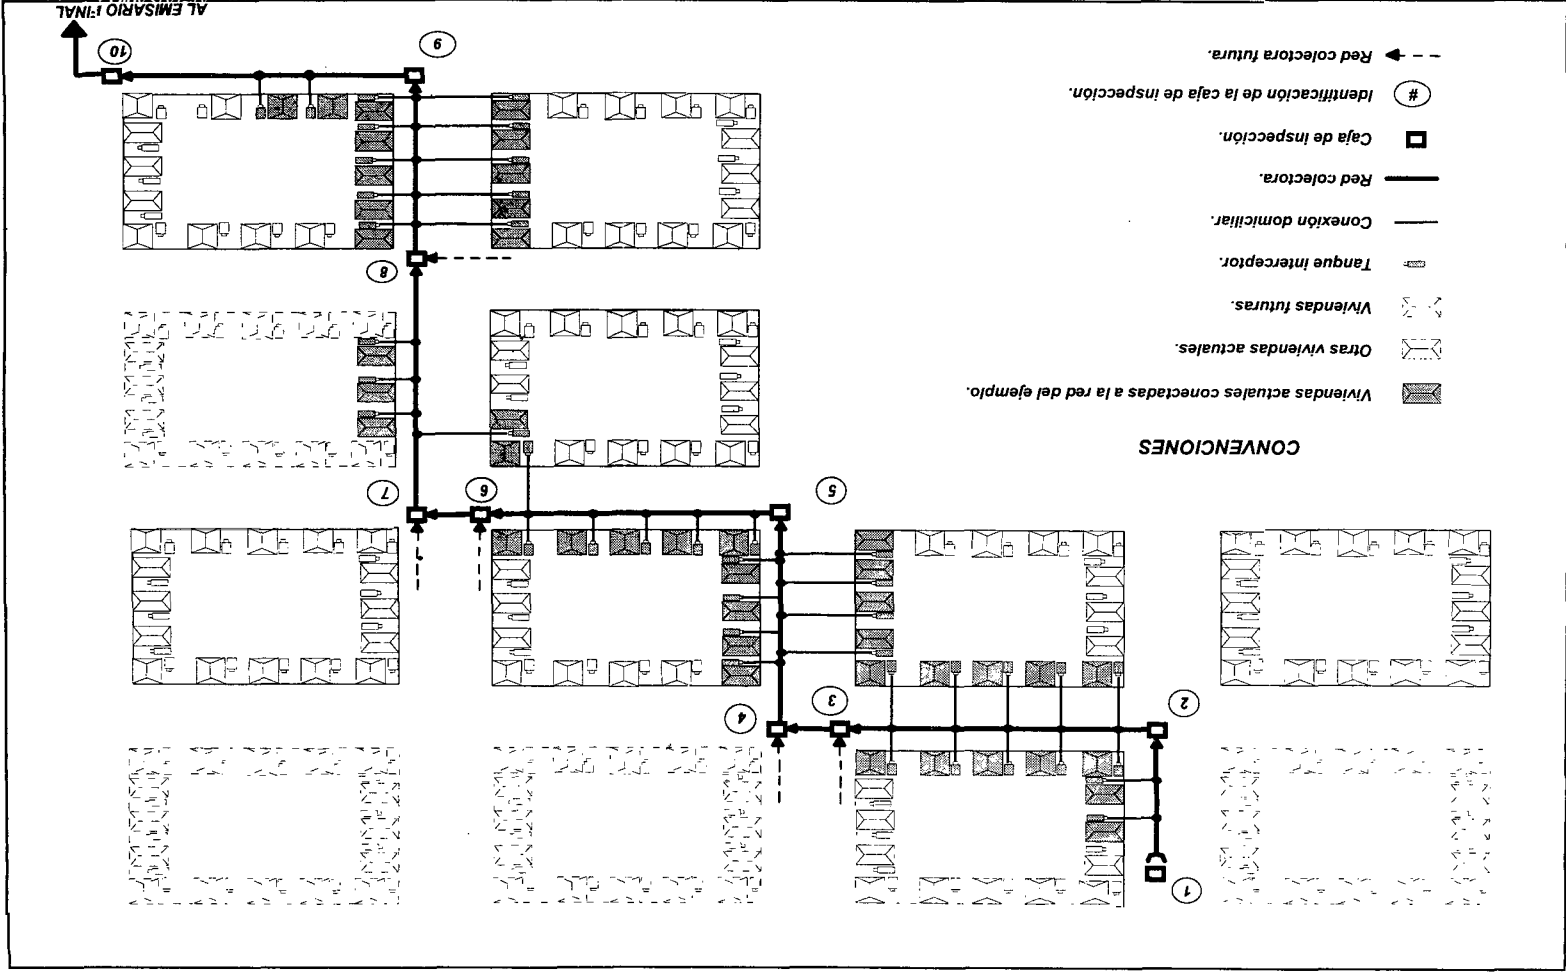 CONVENCIONES
Viviendas actuales conectadas a la red del ejemplo.
Otras viviendas actuales.
Viviendas futuras.
Tanque interceptor.
Conexión domiciliar.
Red colectora.
Caja de inspección.
# Identificación de la caja de inspección.
Red colectora futura.
1
2
3
4
5
6
7
8
9
10
AL EMISARIO FINAL